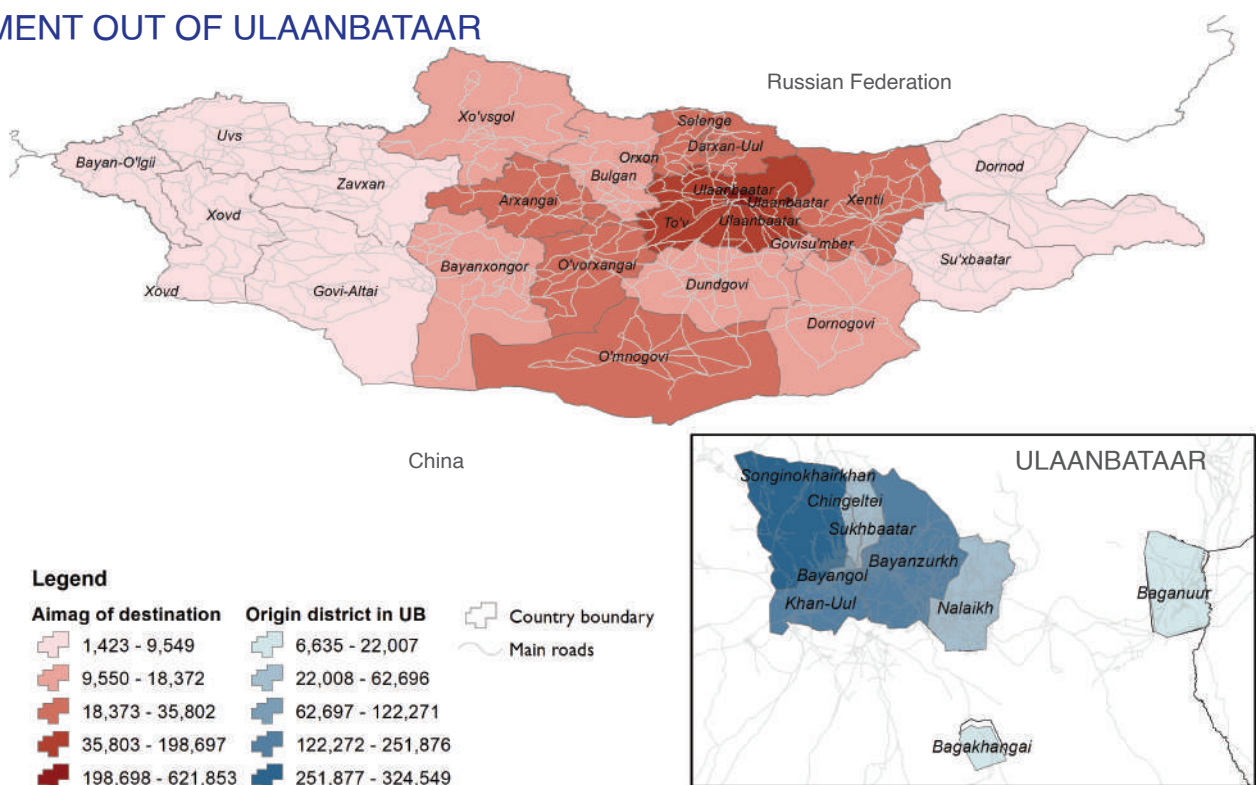 MENT OUT OF ULAANBATAAR
Russian Federation
Xo'vsgol
Selenge
Uvs
Darxan-Uul
Bayan-O'lgii
Orxon
Dornod
Bulgan
Zavxan
Ulaanbaatar
Arxangai
Ulaanbaatar
Xentii
Xovd
To'v
Ulaanbaatar
Govisu'mber
Su'xbaatar
Bayanxongor
O'vorxangai
Dundgovi
Xovd
Govi-Altai
Dornogovi
O'mnogovi
China
ULAANBATAAR
Songinokhairkhan
Chingeltei
Sukhbaatar
Bayanzurkh
Bayangol
Khan-Uul
Nalaikh
Baganuur
Bagakhangai
Legend
Aimag of destination
1,423 - 9,549
9,550 - 18,372
18,373 - 35,802
35,803 - 198,697
198,698 - 621,853
Origin district in UB
6,635 - 22,007
22,008 - 62,696
62,697 - 122,271
122,272 - 251,876
251,877 - 324,549
Country boundary
Main roads